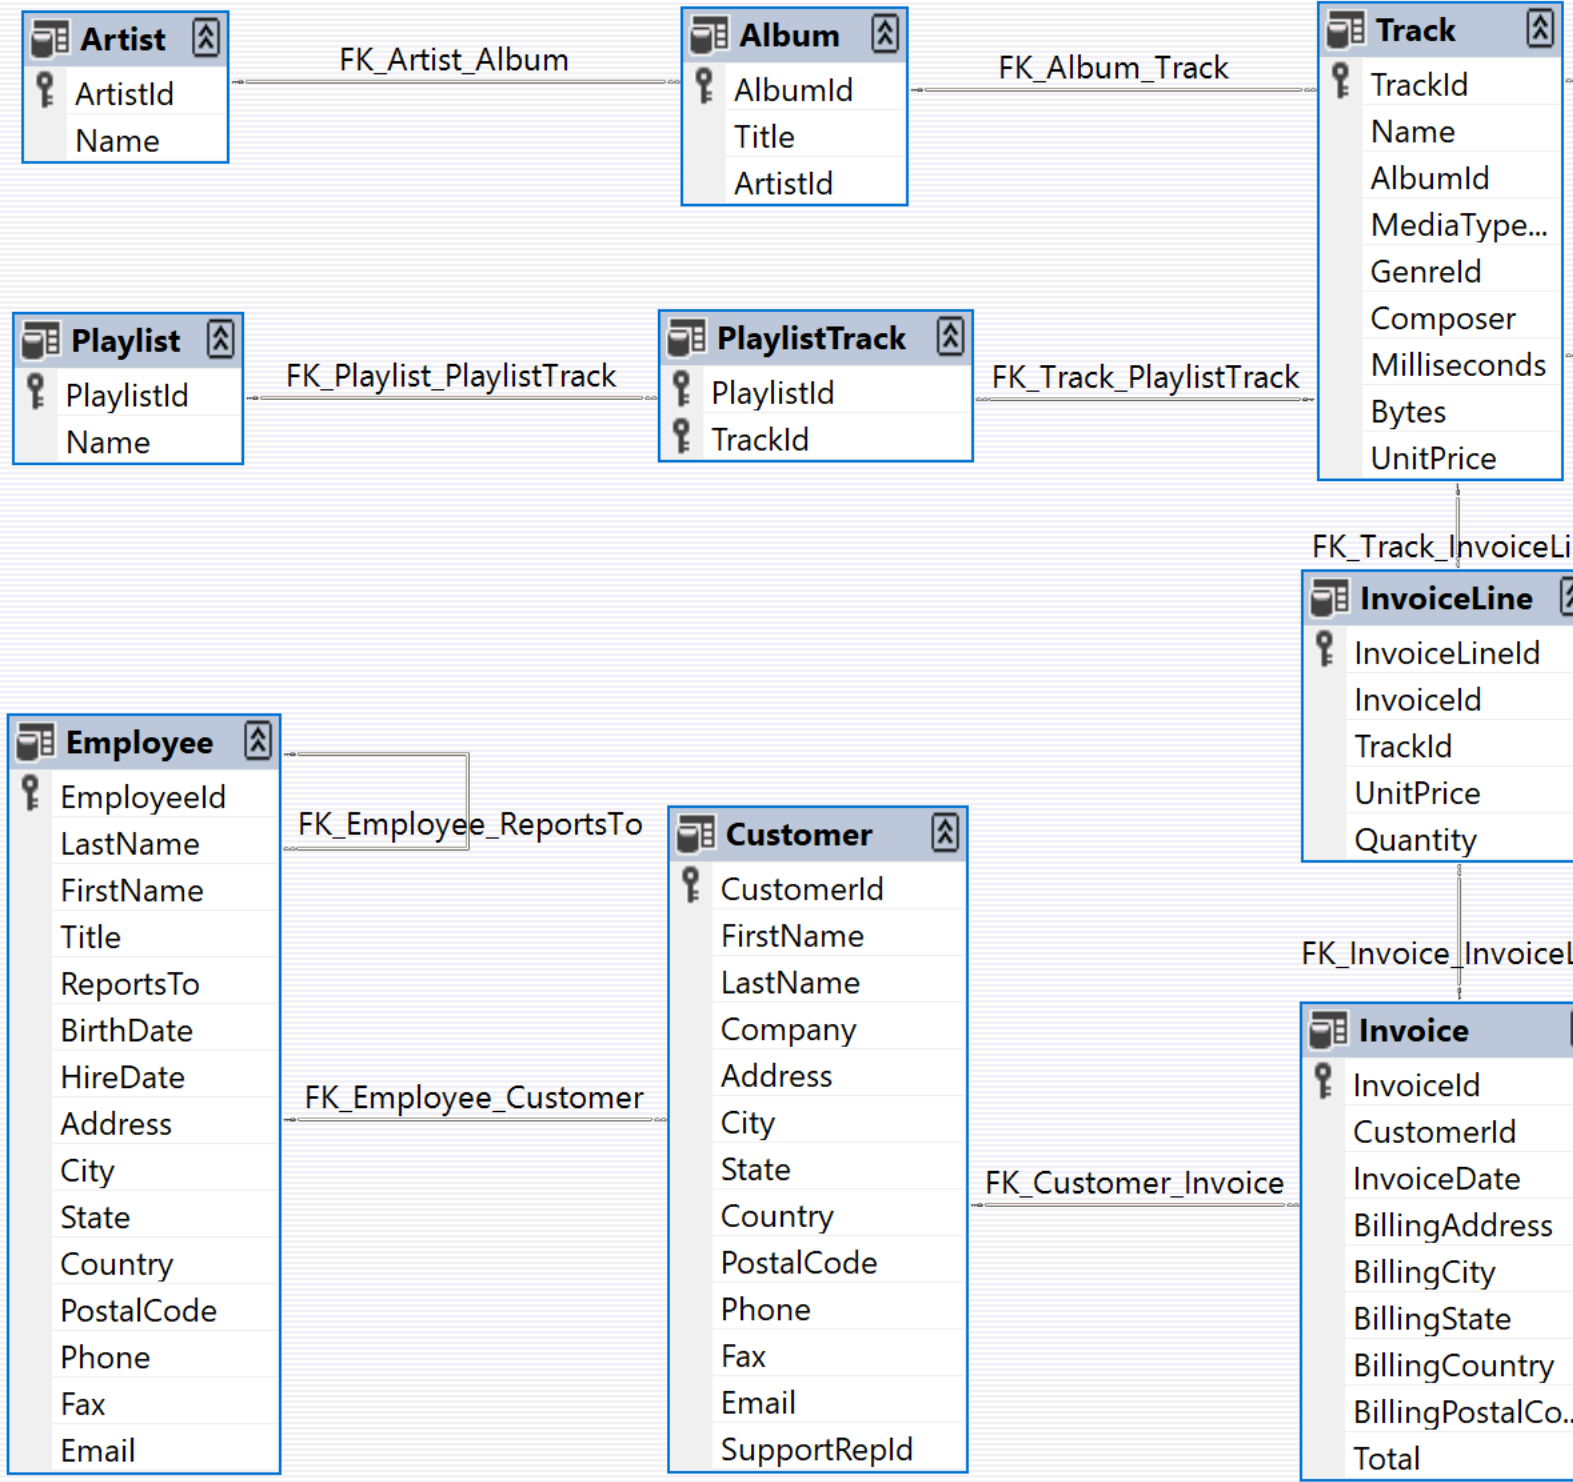 Artist
ArtistId
Name
FK_Artist_Album
Album
AlbumId
Title
ArtistId
FK_Album_Track
Track
TrackId
Name
AlbumId
MediaType...
GenreId
Composer
Milliseconds
Bytes
UnitPrice
Playlist
PlaylistId
Name
FK_Playlist_PlaylistTrack
PlaylistTrack
PlaylistId
TrackId
FK_Track_PlaylistTrack
FK_Track_InvoiceLi
InvoiceLine
InvoiceLineId
InvoiceId
TrackId
UnitPrice
Quantity
Employee
EmployeeId
LastName
FirstName
Title
ReportsTo
BirthDate
HireDate
Address
City
State
Country
PostalCode
Phone
Fax
Email
FK_Employee_ReportsTo
FK_Employee_Customer
Customer
CustomerId
FirstName
LastName
Company
Address
City
State
Country
PostalCode
Phone
Fax
Email
SupportRepId
FK_Customer_Invoice
FK_Invoice_InvoiceL
Invoice
InvoiceId
CustomerId
InvoiceDate
BillingAddress
BillingCity
BillingState
BillingCountry
BillingPostalCo...
Total